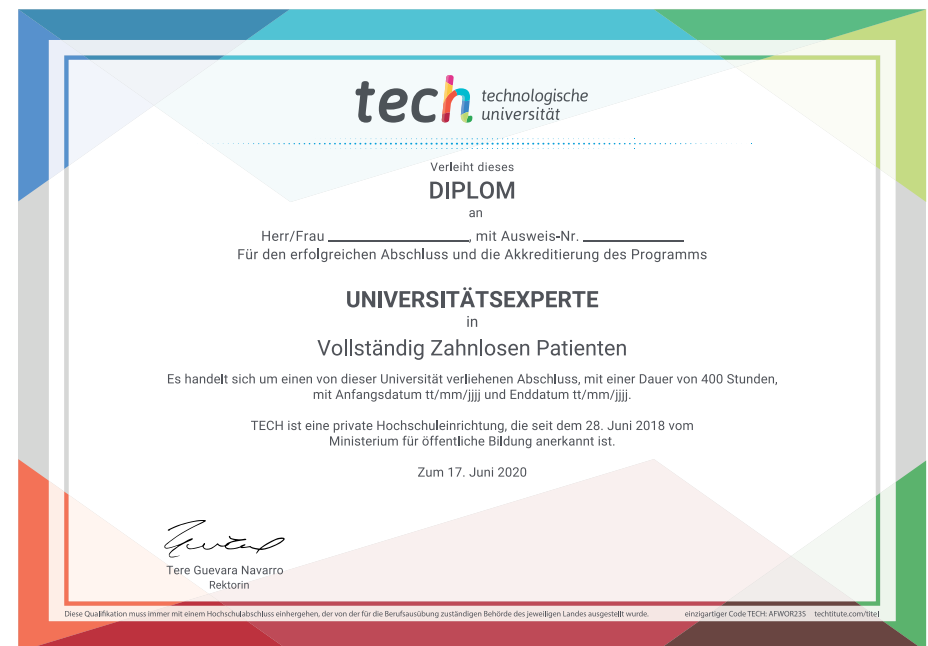 tech technologische
universität
Verleiht dieses
DIPLOM
an
Herr/Frau ____________________, mit Ausweis-Nr. ______________
Für den erfolgreichen Abschluss und die Akkreditierung des Programms
UNIVERSITÄTSEXPERTE
in
Vollständig Zahnlosen Patienten
Es handelt sich um einen von dieser Universität verliehenen Abschluss, mit einer Dauer von 400 Stunden,
mit Anfangsdatum tt/mm/jjjj und Enddatum tt/mm/jjjj.
TECH ist eine private Hochschuleinrichtung, die seit dem 28. Juni 2018 vom
Ministerium für öffentliche Bildung anerkannt ist.
Zum 17. Juni 2020
Tere Guevara Navarro
Rektorin
Diese Qualifikation muss immer mit einem Hochschulabschluss einhergehen, der von der für die Berufsausübung zuständigen Behörde des jeweiligen Landes ausgestellt wurde. einzigartiger Code TECH: AFWOR23S techtitute.com/titel